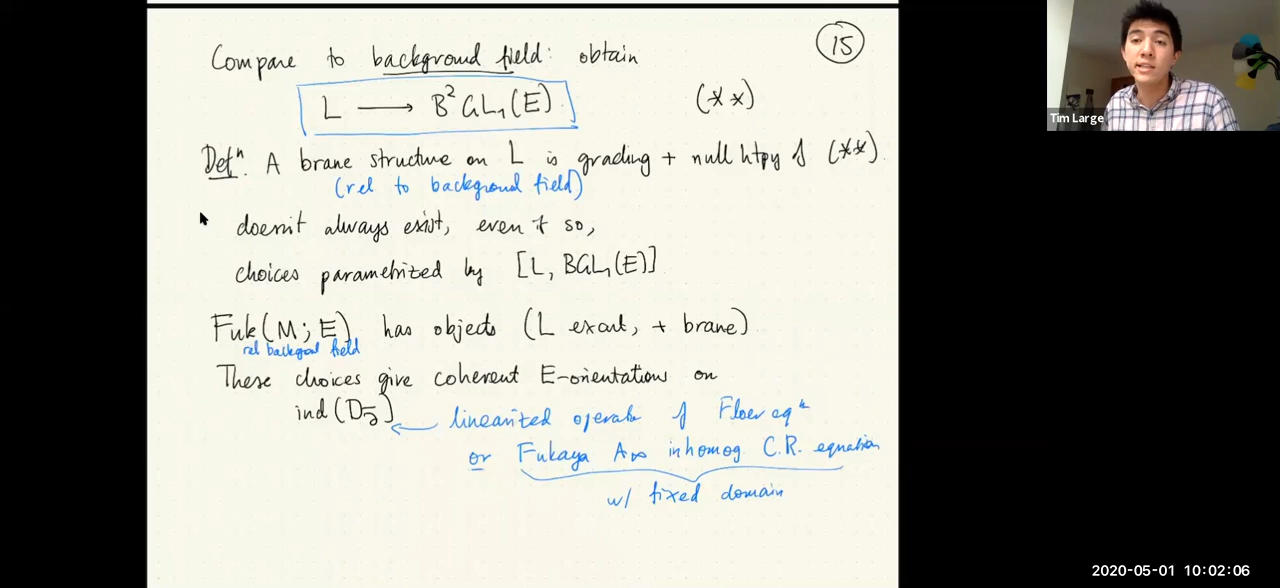 15
Compare to background field: obtain
L → B²GL₁(E) (**)
Defⁿ. A brane structure on L is grading + null htpy of (**).
(rel to background field)
doesn't always exist, even if so,
choices parametrized by [L, BGL₁(E)]
Fuk(M; E) has objects (L exact, + brane)
rel backgod field
These choices give coherent E-orientations on
ind(D_∂̄) ← linearized operator of Floer eqⁿ
or Fukaya A∞ inhomog C.R. equation
w/ fixed domain
Tim Large
2020-05-01 10:02:06